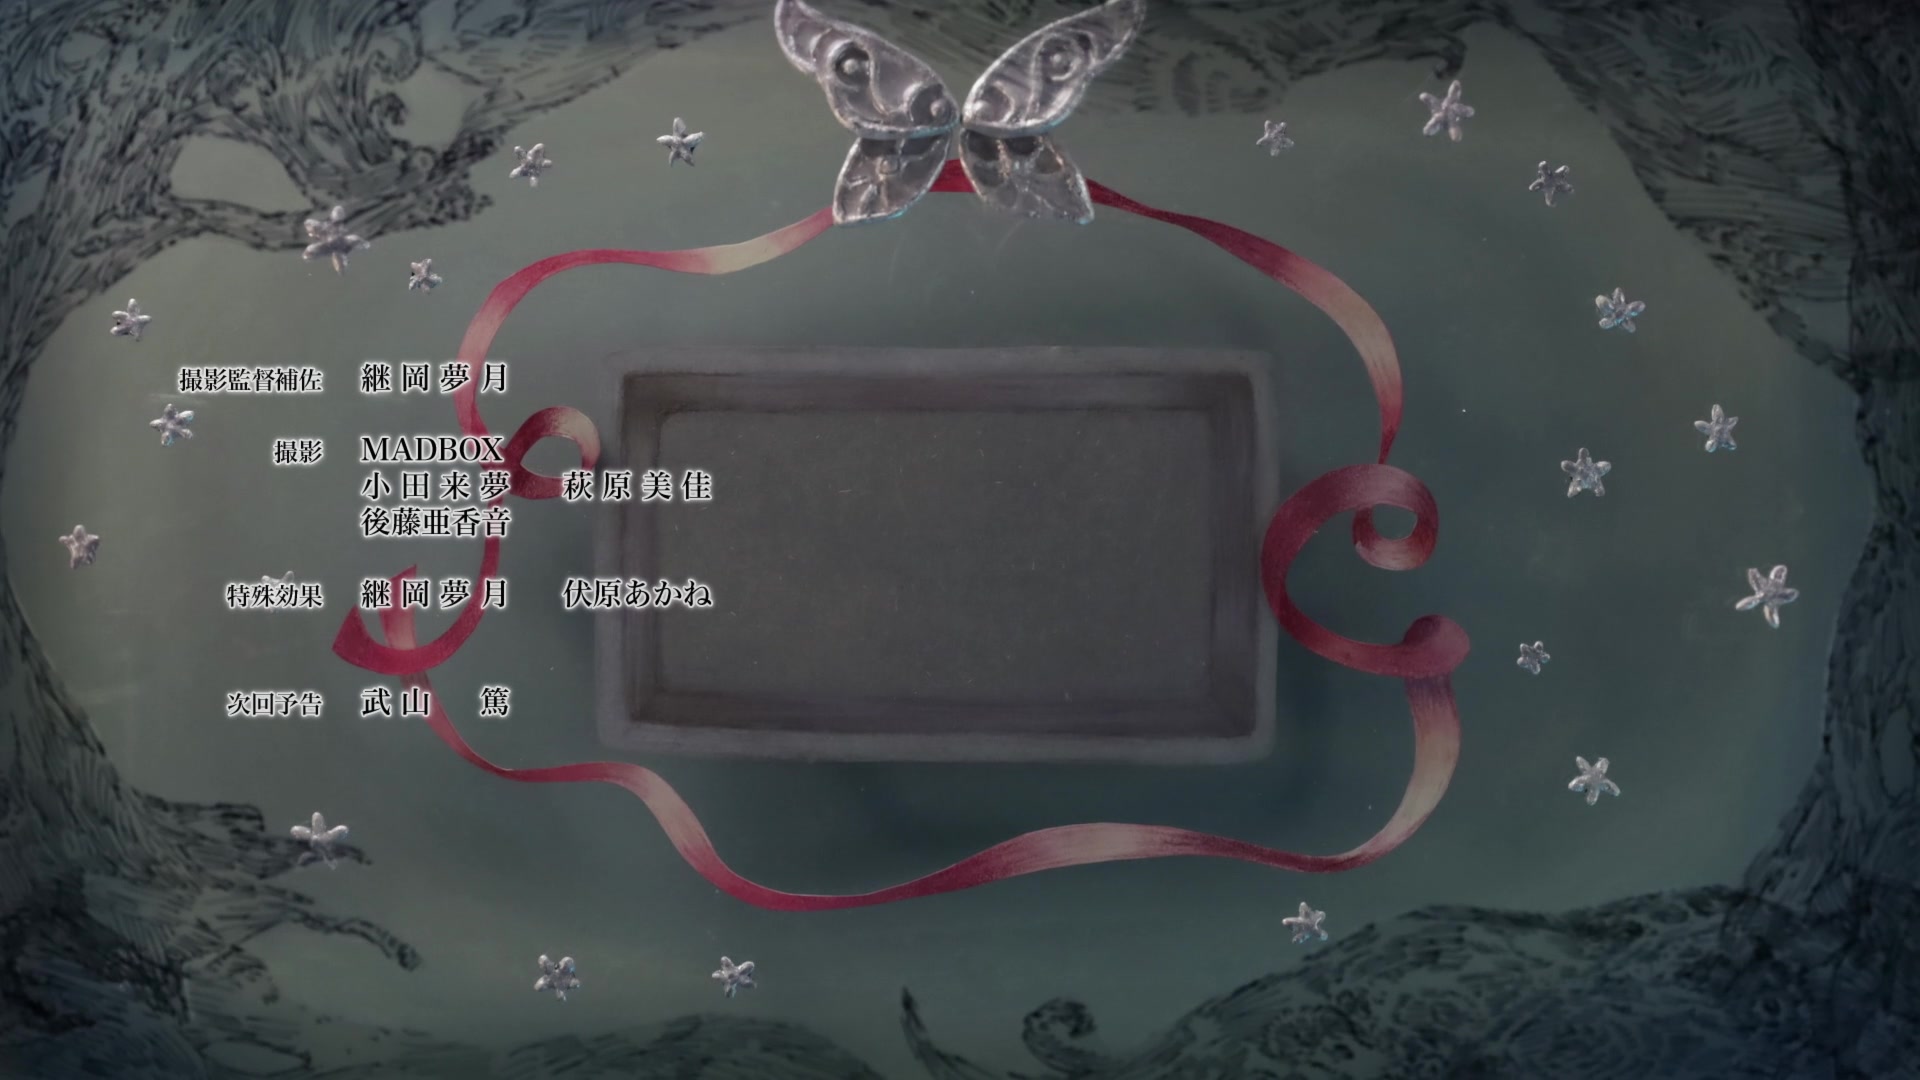 撮影監督補佐 継岡夢月
撮影 MADBOX
小田来夢 萩原美佳
後藤亜香音
特殊効果 継岡夢月 伏原あかね
次回予告 武山 篤